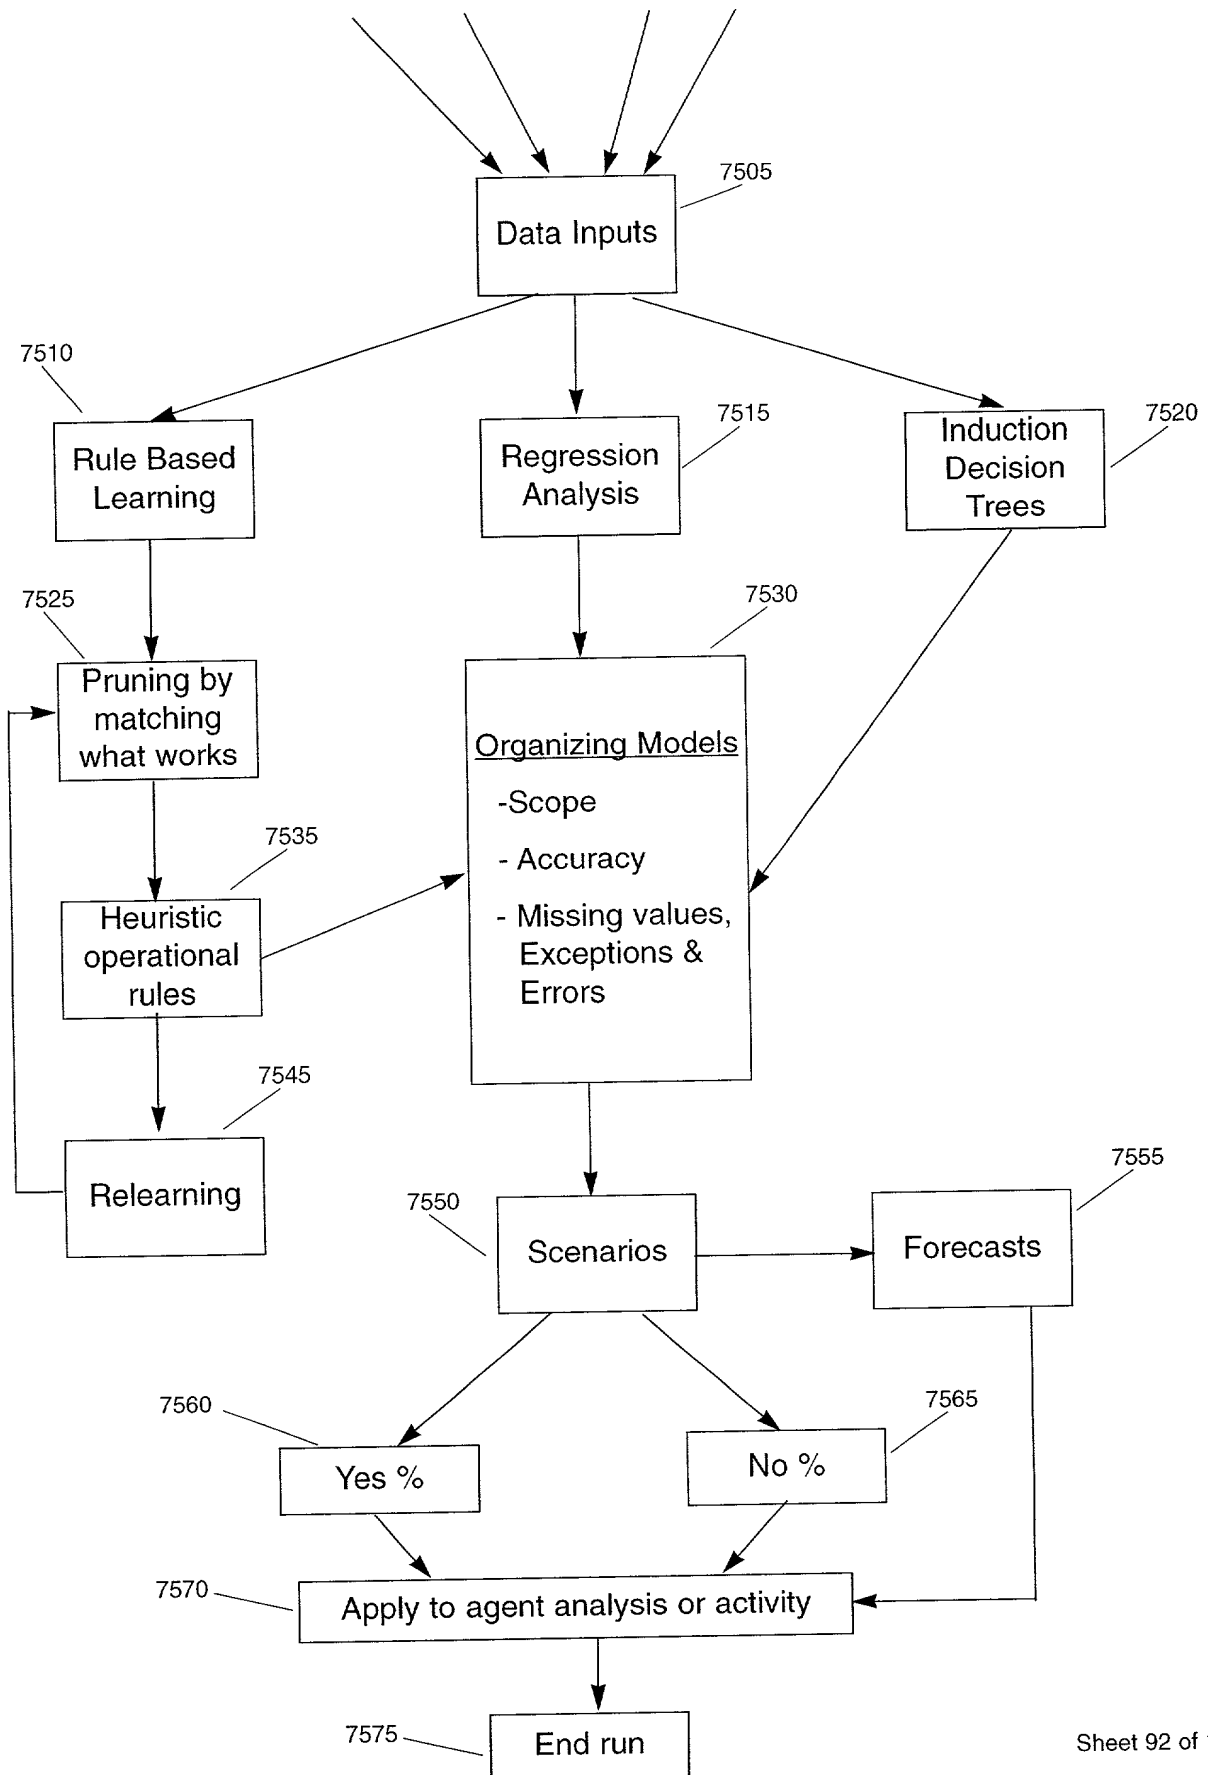 7505
Data Inputs
7510
7515
7520
Rule Based
Learning
Regression
Analysis
Induction
Decision
Trees
7525
7530
Pruning by
matching
what works
Organizing Models
-Scope
- Accuracy
- Missing values,
Exceptions &
Errors
7535
Heuristic
operational
rules
7545
Relearning
7550
Scenarios
7555
Forecasts
7560
Yes %
7565
No %
7570
Apply to agent analysis or activity
7575
End run
Sheet 92 of